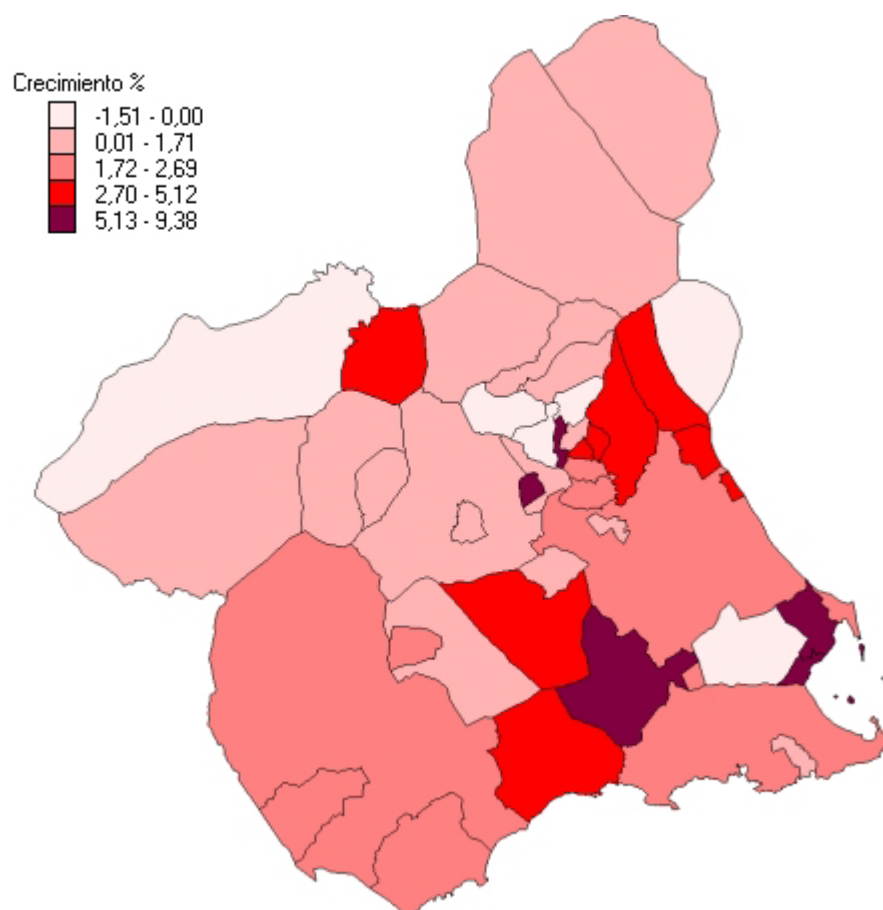 Crecimiento %
-1,51 - 0,00
0,01 - 1,71
1,72 - 2,69
2,70 - 5,12
5,13 - 9,38